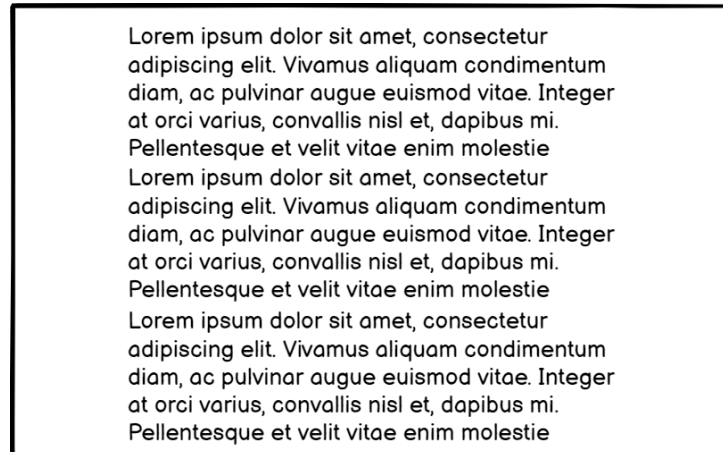 Lorem ipsum dolor sit amet, consectetur
adipiscing elit. Vivamus aliquam condimentum
diam, ac pulvinar augue euismod vitae. Integer
at orci varius, convallis nisl et, dapibus mi.
Pellentesque et velit vitae enim molestie
Lorem ipsum dolor sit amet, consectetur
adipiscing elit. Vivamus aliquam condimentum
diam, ac pulvinar augue euismod vitae. Integer
at orci varius, convallis nisl et, dapibus mi.
Pellentesque et velit vitae enim molestie
Lorem ipsum dolor sit amet, consectetur
adipiscing elit. Vivamus aliquam condimentum
diam, ac pulvinar augue euismod vitae. Integer
at orci varius, convallis nisl et, dapibus mi.
Pellentesque et velit vitae enim molestie